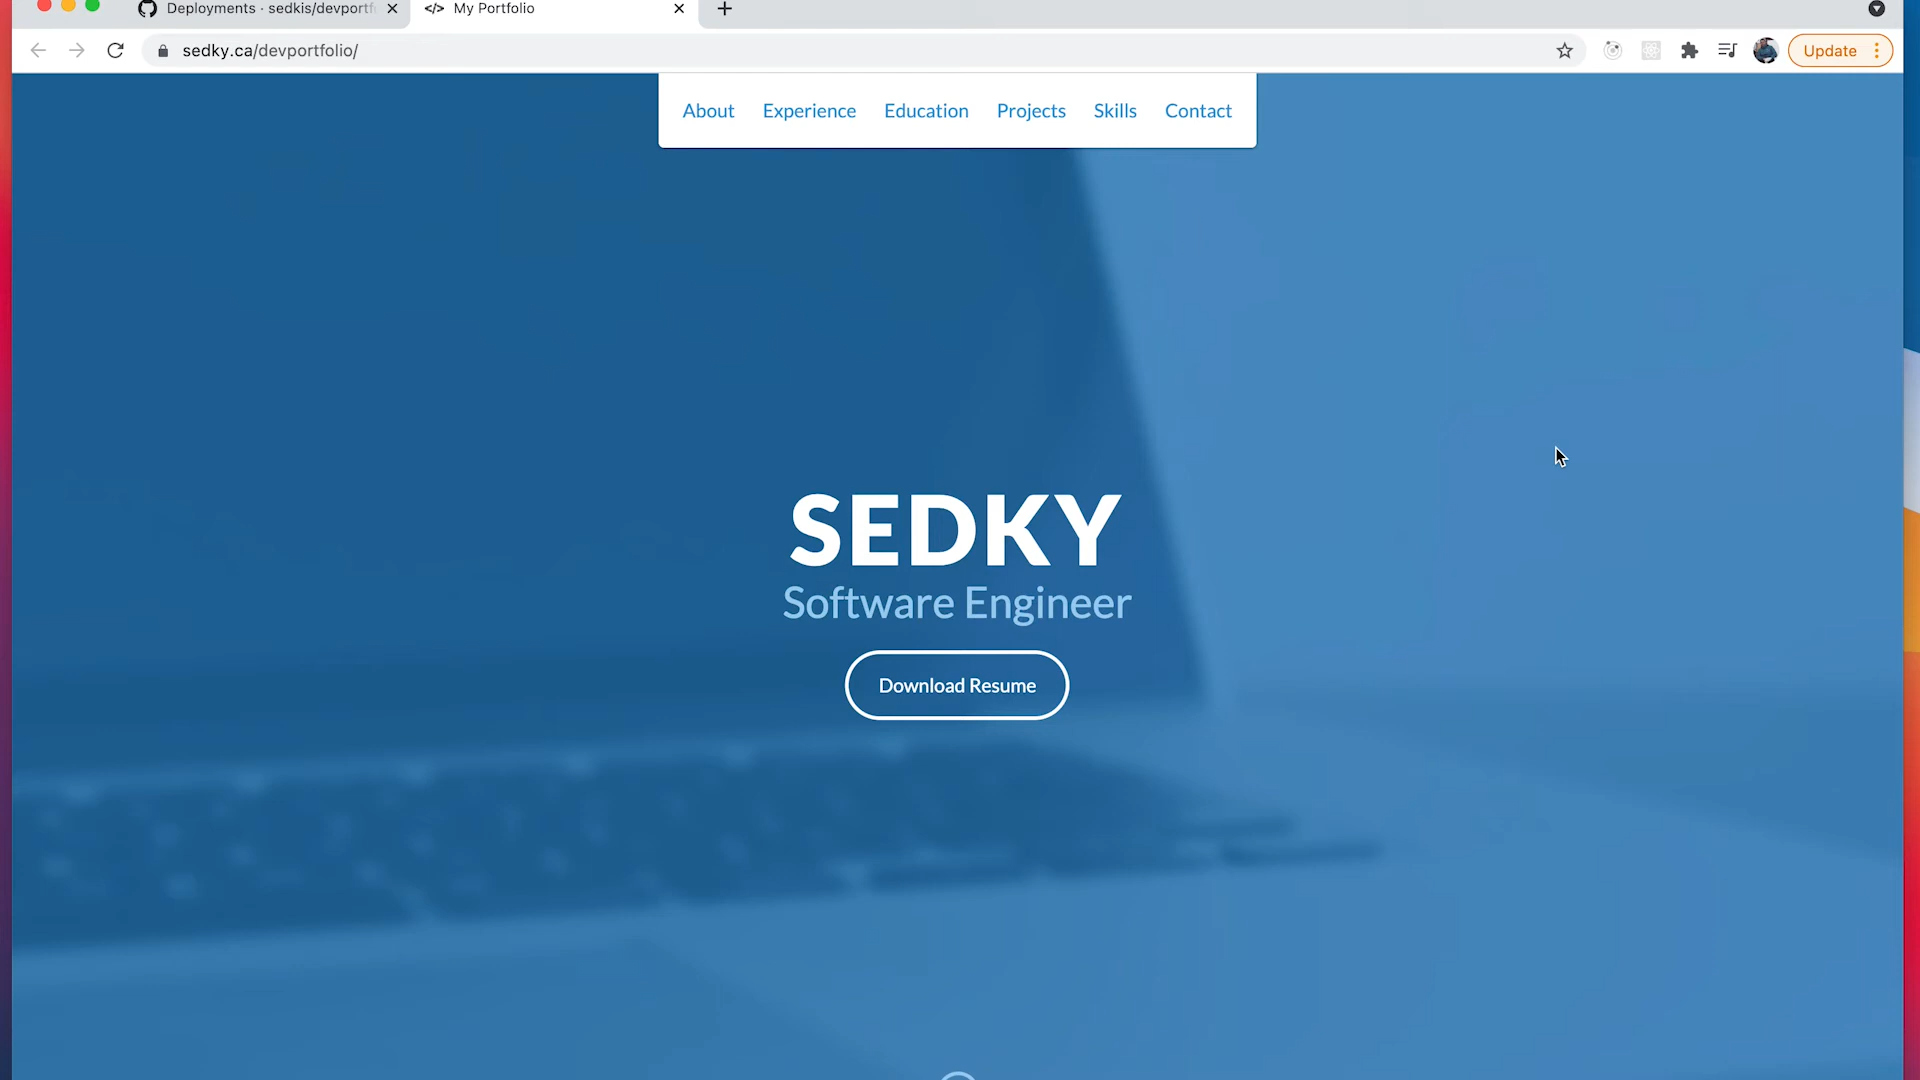 Deployments · sedkis/devportf
</> My Portfolio
sedky.ca/devportfolio/
Update
About Experience Education Projects Skills Contact
SEDKY
Software Engineer
Download Resume